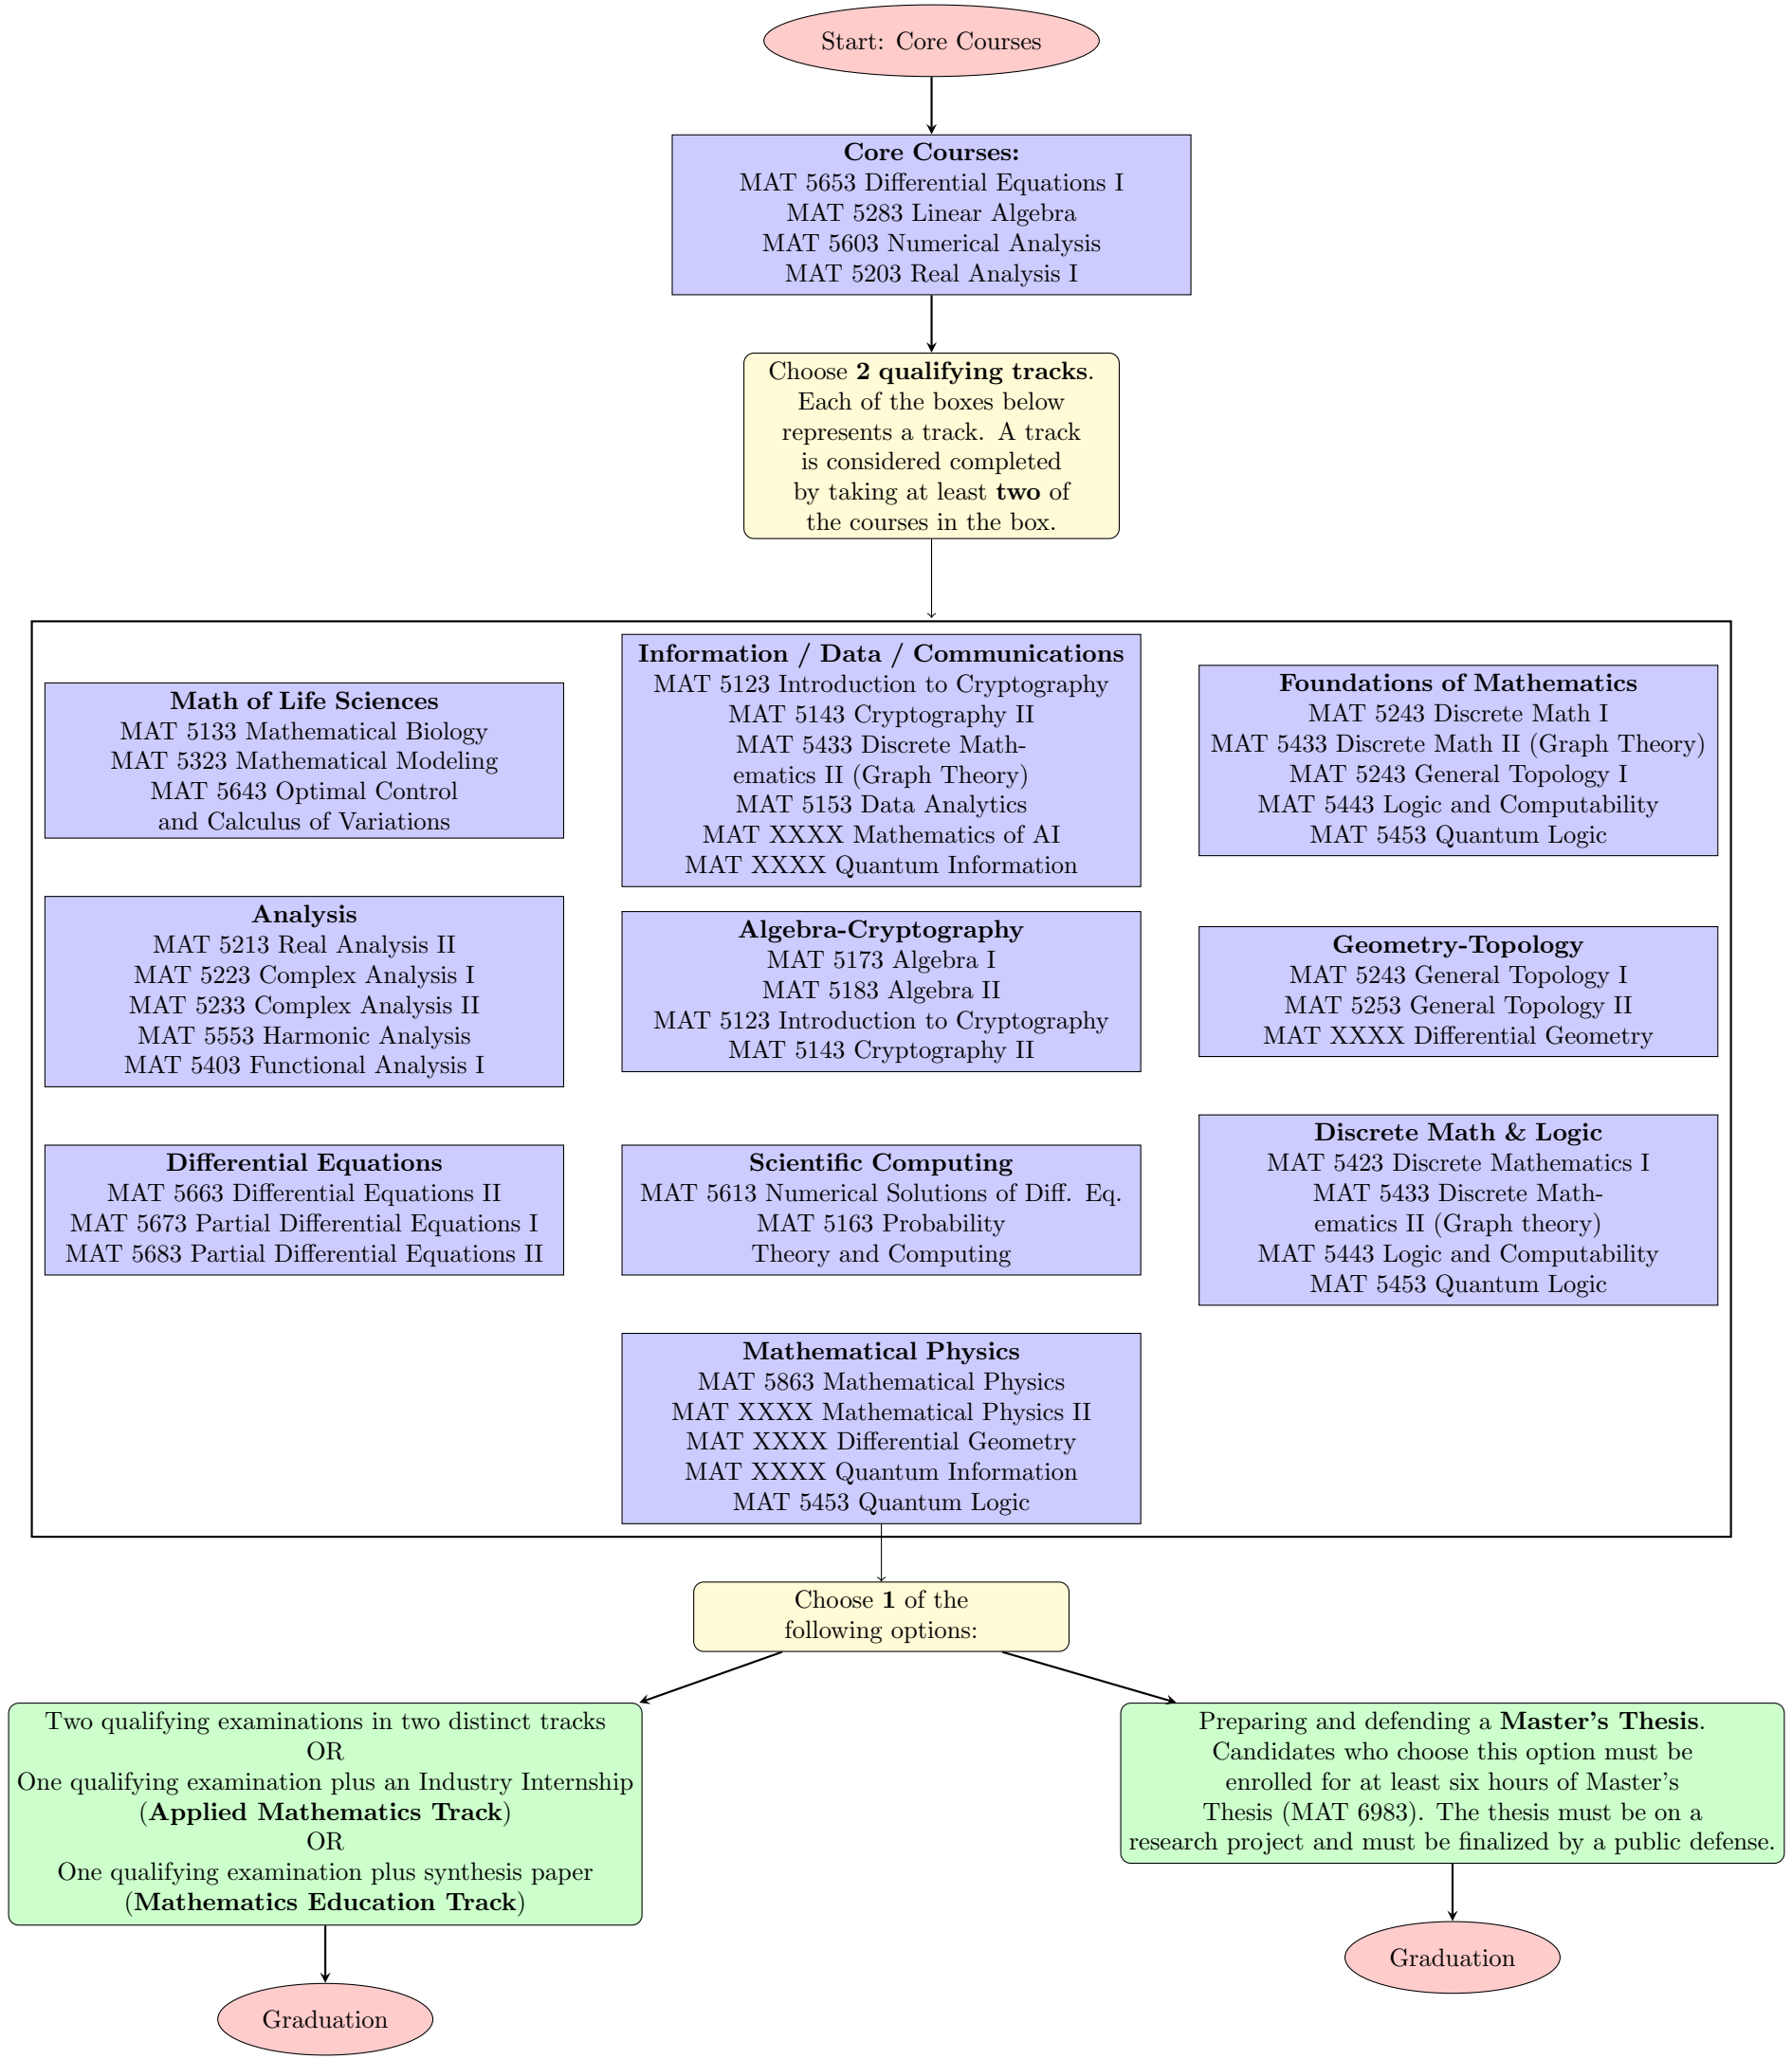 Start: Core Courses
Core Courses:
MAT 5653 Differential Equations I
MAT 5283 Linear Algebra
MAT 5603 Numerical Analysis
MAT 5203 Real Analysis I
Choose 2 qualifying tracks.
Each of the boxes below
represents a track. A track
is considered completed
by taking at least two of
the courses in the box.
Math of Life Sciences
MAT 5133 Mathematical Biology
MAT 5323 Mathematical Modeling
MAT 5643 Optimal Control
and Calculus of Variations
Information / Data / Communications
MAT 5123 Introduction to Cryptography
MAT 5143 Cryptography II
MAT 5433 Discrete Math-
ematics II (Graph Theory)
MAT 5153 Data Analytics
MAT XXXX Mathematics of AI
MAT XXXX Quantum Information
Foundations of Mathematics
MAT 5243 Discrete Math I
MAT 5433 Discrete Math II (Graph Theory)
MAT 5243 General Topology I
MAT 5443 Logic and Computability
MAT 5453 Quantum Logic
Analysis
MAT 5213 Real Analysis II
MAT 5223 Complex Analysis I
MAT 5233 Complex Analysis II
MAT 5553 Harmonic Analysis
MAT 5403 Functional Analysis I
Algebra-Cryptography
MAT 5173 Algebra I
MAT 5183 Algebra II
MAT 5123 Introduction to Cryptography
MAT 5143 Cryptography II
Geometry-Topology
MAT 5243 General Topology I
MAT 5253 General Topology II
MAT XXXX Differential Geometry
Differential Equations
MAT 5663 Differential Equations II
MAT 5673 Partial Differential Equations I
MAT 5683 Partial Differential Equations II
Scientific Computing
MAT 5613 Numerical Solutions of Diff. Eq.
MAT 5163 Probability
Theory and Computing
Discrete Math & Logic
MAT 5423 Discrete Mathematics I
MAT 5433 Discrete Math-
ematics II (Graph theory)
MAT 5443 Logic and Computability
MAT 5453 Quantum Logic
Mathematical Physics
MAT 5863 Mathematical Physics
MAT XXXX Mathematical Physics II
MAT XXXX Differential Geometry
MAT XXXX Quantum Information
MAT 5453 Quantum Logic
Choose 1 of the
following options:
Two qualifying examinations in two distinct tracks
OR
One qualifying examination plus an Industry Internship
(Applied Mathematics Track)
OR
One qualifying examination plus synthesis paper
(Mathematics Education Track)
Preparing and defending a Master's Thesis.
Candidates who choose this option must be
enrolled for at least six hours of Master's
Thesis (MAT 6983). The thesis must be on a
research project and must be finalized by a public defense.
Graduation
Graduation